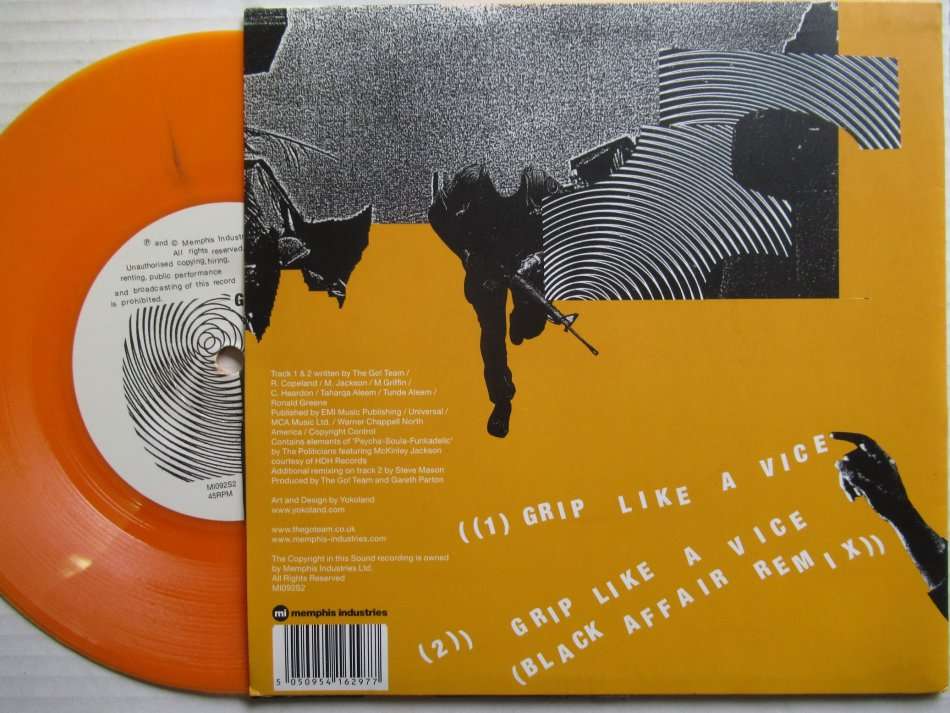 ℗ and © Memphis Industr
All rights reserved.
Unauthorised copying, hiring,
renting, public performance
and broadcasting of this record
is prohibited.
G
MI092S2
45RPM
Track 1 & 2 written by The Go! Team /
R. Copeland / M. Jackson / M Griffin /
C. Heardon / Taharqa Aleem / Tunde Aleem /
Ronald Greene
Published by EMI Music Publishing / Universal /
MCA Music Ltd. / Warner Chappell North
America / Copyright Control
Contains elements of 'Psycha-Soula-Funkadelic'
by The Politicians featuring McKinley Jackson
courtesy of HDH Records
Additional remixing on track 2 by Steve Mason
Produced by The Go! Team and Gareth Parton
Art and Design by Yokoland
www.yokoland.com
www.thegoteam.co.uk
www.memphis-industries.com
The Copyright in this Sound recording is owned
by Memphis Industries Ltd.
All Rights Reserved
MI092S2
mi memphis industries
5 050954 162977
((1) GRIP LIKE A VICE
(2)) GRIP LIKE A VICE
(BLACK AFFAIR REMIX))